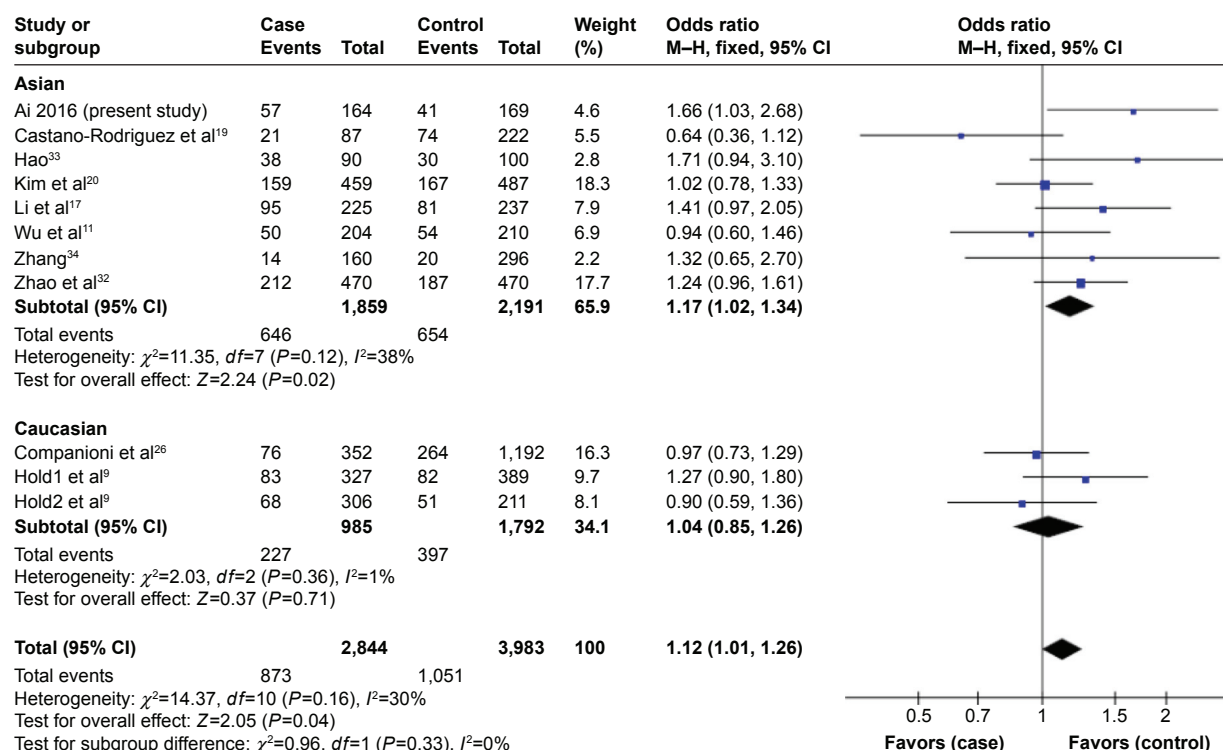 Study or subgroup Case Events Total Control Events Total Weight (%) Odds ratio M–H, fixed, 95% CI Odds ratio M–H, fixed, 95% CI
Asian
Ai 2016 (present study) 57 164 41 169 4.6 1.66 (1.03, 2.68)
Castano-Rodriguez et al¹⁹ 21 87 74 222 5.5 0.64 (0.36, 1.12)
Hao³³ 38 90 30 100 2.8 1.71 (0.94, 3.10)
Kim et al²⁰ 159 459 167 487 18.3 1.02 (0.78, 1.33)
Li et al¹⁷ 95 225 81 237 7.9 1.41 (0.97, 2.05)
Wu et al¹¹ 50 204 54 210 6.9 0.94 (0.60, 1.46)
Zhang³⁴ 14 160 20 296 2.2 1.32 (0.65, 2.70)
Zhao et al³² 212 470 187 470 17.7 1.24 (0.96, 1.61)
Subtotal (95% CI) 1,859 2,191 65.9 1.17 (1.02, 1.34)
Total events 646 654
Heterogeneity: χ²=11.35, df=7 (P=0.12), I²=38%
Test for overall effect: Z=2.24 (P=0.02)
Caucasian
Companioni et al²⁶ 76 352 264 1,192 16.3 0.97 (0.73, 1.29)
Hold1 et al⁹ 83 327 82 389 9.7 1.27 (0.90, 1.80)
Hold2 et al⁹ 68 306 51 211 8.1 0.90 (0.59, 1.36)
Subtotal (95% CI) 985 1,792 34.1 1.04 (0.85, 1.26)
Total events 227 397
Heterogeneity: χ²=2.03, df=2 (P=0.36), I²=1%
Test for overall effect: Z=0.37 (P=0.71)
Total (95% CI) 2,844 3,983 100 1.12 (1.01, 1.26)
Total events 873 1,051
Heterogeneity: χ²=14.37, df=10 (P=0.16), I²=30%
Test for overall effect: Z=2.05 (P=0.04)
Test for subgroup difference: χ²=0.96, df=1 (P=0.33), I²=0%
0.5 0.7 1 1.5 2
Favors (case) Favors (control)